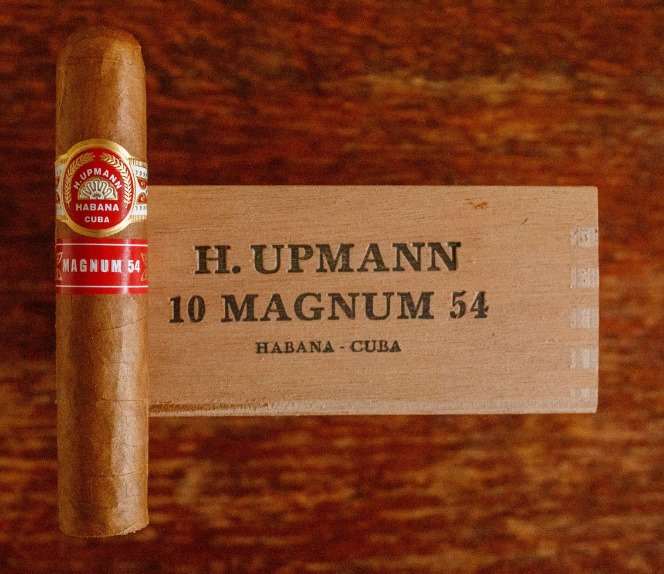 H. UPMANN
HABANA
CUBA
MAGNUM 54
H. UPMANN
10 MAGNUM 54
HABANA - CUBA